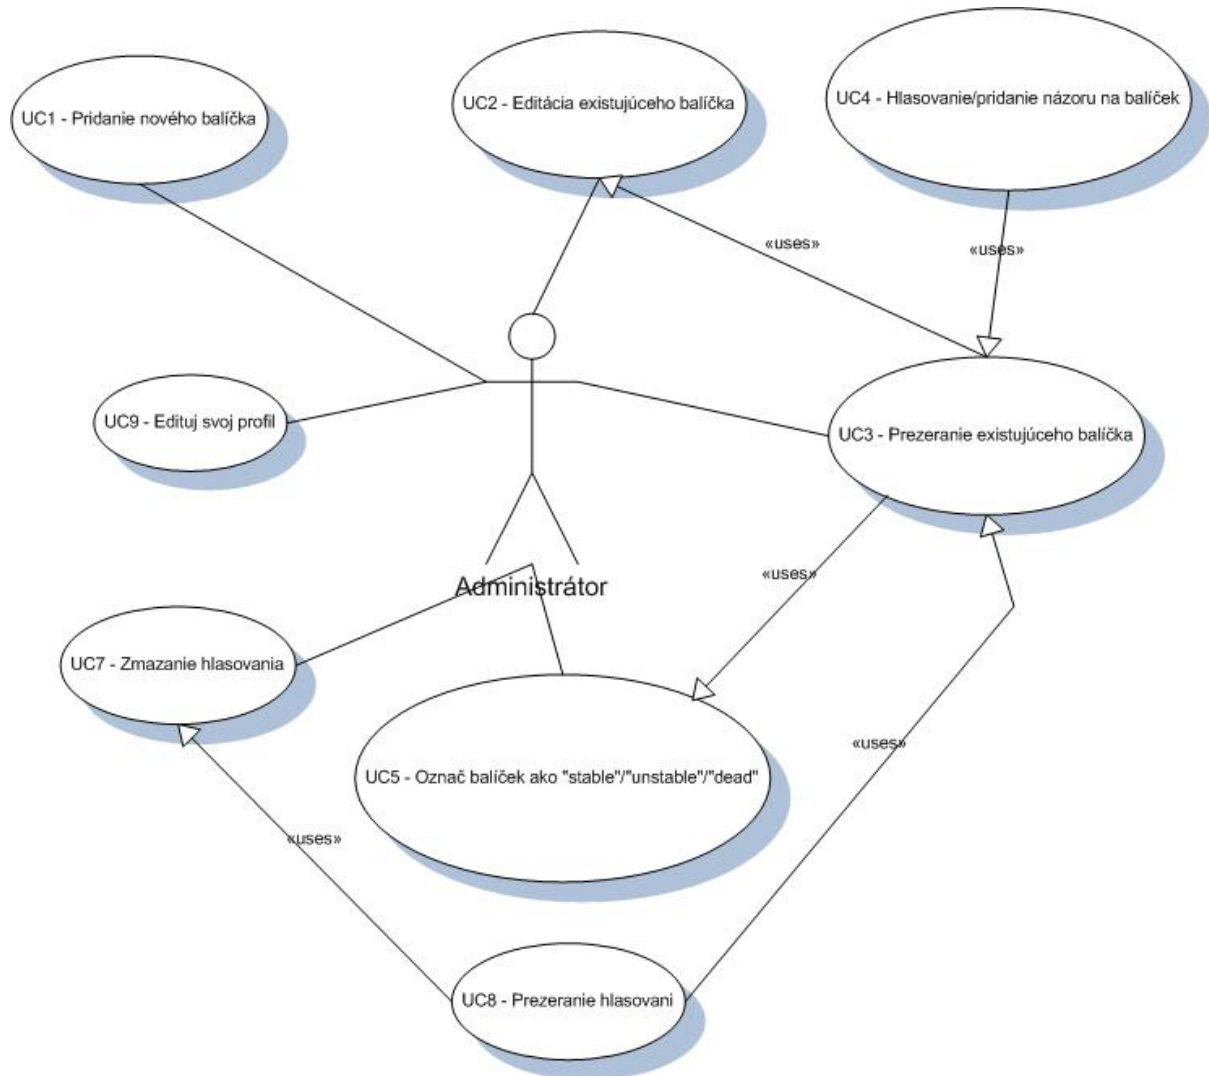 UC1 - Pridanie nového balíčka
UC2 - Editácia existujúceho balíčka
UC4 - Hlasovanie/pridanie názoru na balíček
«uses»
«uses»
UC9 - Edituj svoj profil
UC3 - Prezeranie existujúceho balíčka
«uses»
Administrátor
UC7 - Zmazanie hlasovania
UC5 - Označ balíček ako "stable"/"unstable"/"dead"
«uses»
«uses»
UC8 - Prezeranie hlasovani